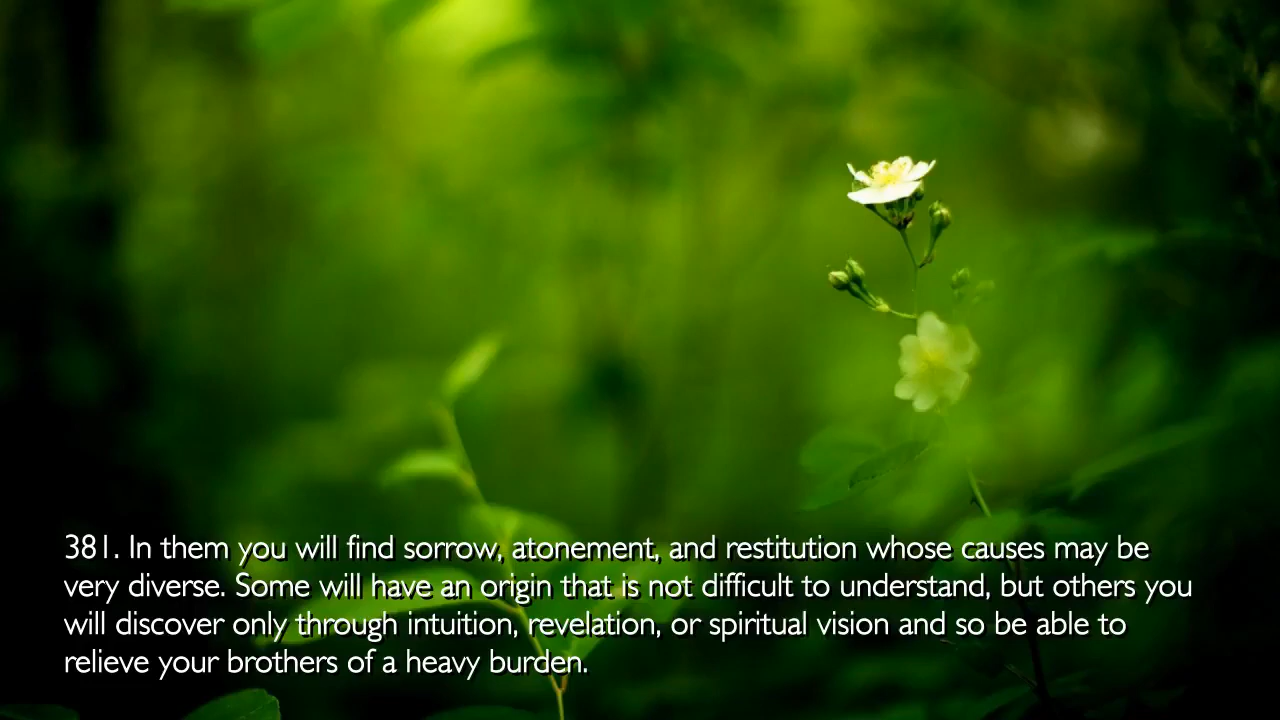 381. In them you will find sorrow, atonement, and restitution whose causes may be
very diverse. Some will have an origin that is not difficult to understand, but others you
will discover only through intuition, revelation, or spiritual vision and so be able to
relieve your brothers of a heavy burden.